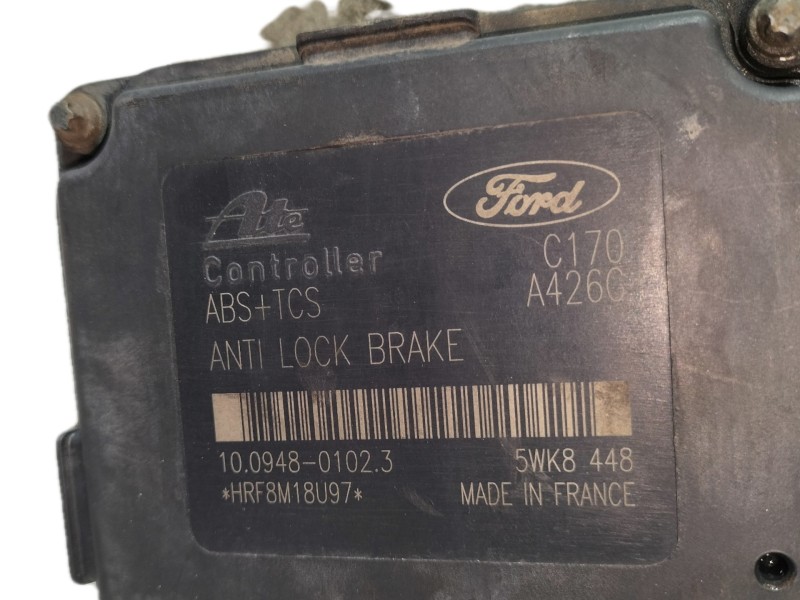 Ate
Ford
Controller
C170
ABS+TCS
A426C
ANTI LOCK BRAKE
10.0948-0102.3
5WK8 448
*HRF8M18U97*
MADE IN FRANCE